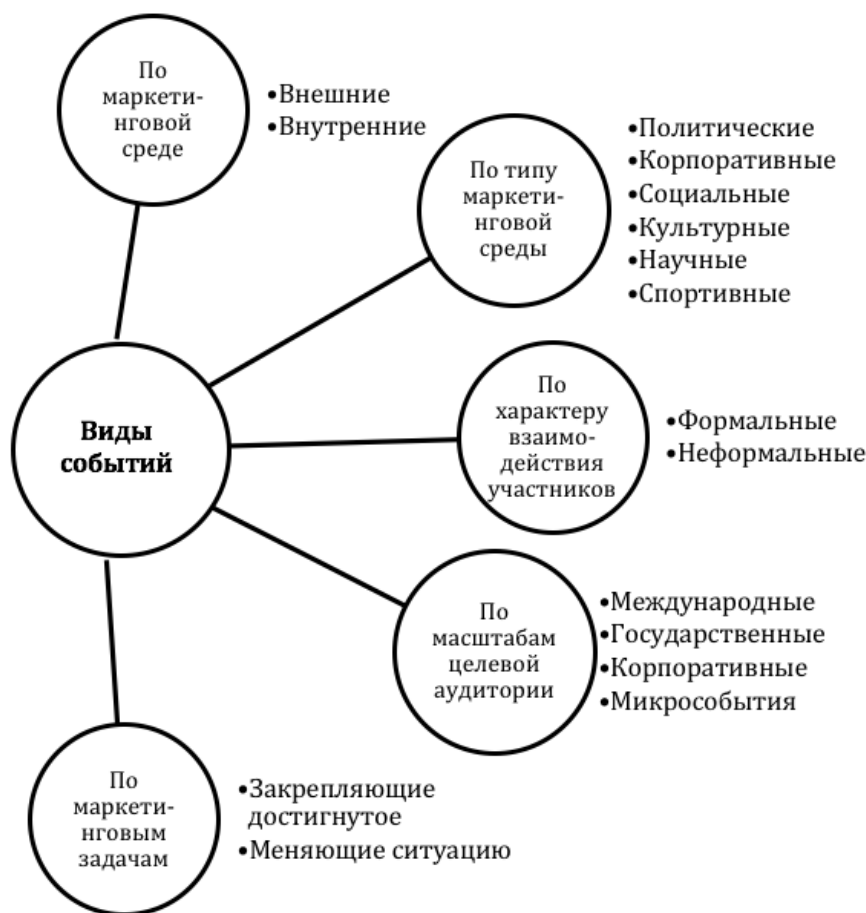 По
маркети-
нговой
среде
•Внешние
•Внутренние
По типу
маркети-
нговой
среды
•Политические
•Корпоративные
•Социальные
•Культурные
•Научные
•Спортивные
Виды
событий
По
характеру
взаимо-
действия
участников
•Формальные
•Неформальные
По
масштабам
целевой
аудитории
•Международные
•Государственные
•Корпоративные
•Микрособытия
По
маркети-
нговым
задачам
•Закрепляющие
достигнутое
•Меняющие ситуацию